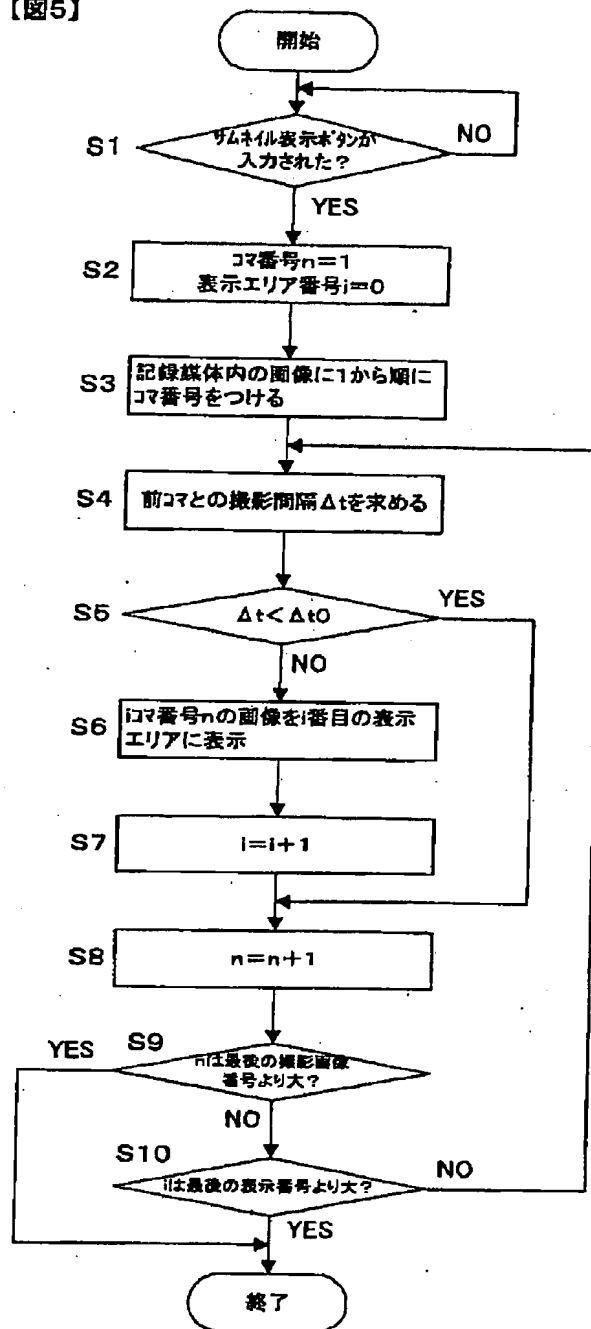 【図5】
開始
S1
サムネイル表示ボタンが
入力された?
NO
YES
S2
コマ番号n=1
表示エリア番号i=0
S3
記録媒体内の画像に1から順に
コマ番号をつける
S4
前コマとの撮影間隔Δtを求める
S5
Δt<Δt0
YES
NO
S6
iコマ番号nの画像をi番目の表示
エリアに表示
S7
i=i+1
S8
n=n+1
S9
YES
nは最後の撮影画像
番号より大?
NO
S10
iは最後の表示番号より大?
NO
YES
終了